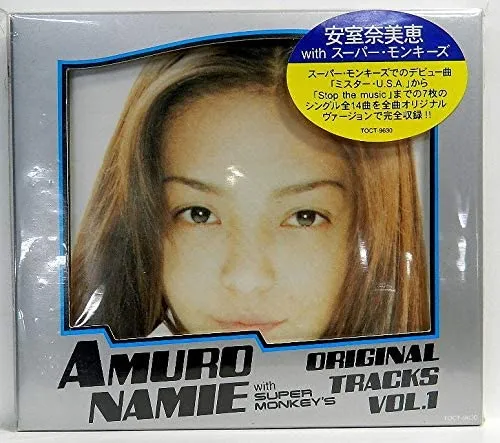 安室奈美恵
with スーパー・モンキーズ
スーパー・モンキーズでのデビュー曲
「ミスター・U.S.A.」から
「Stop the music」までの7枚の
シングル全14曲を全曲オリジナル
ヴァージョンで完全収録!!
TOCT-9630
AMURO
NAMIE
with
SUPER
MONKEY'S
ORIGINAL
TRACKS
VOL.1
TOCT-9630